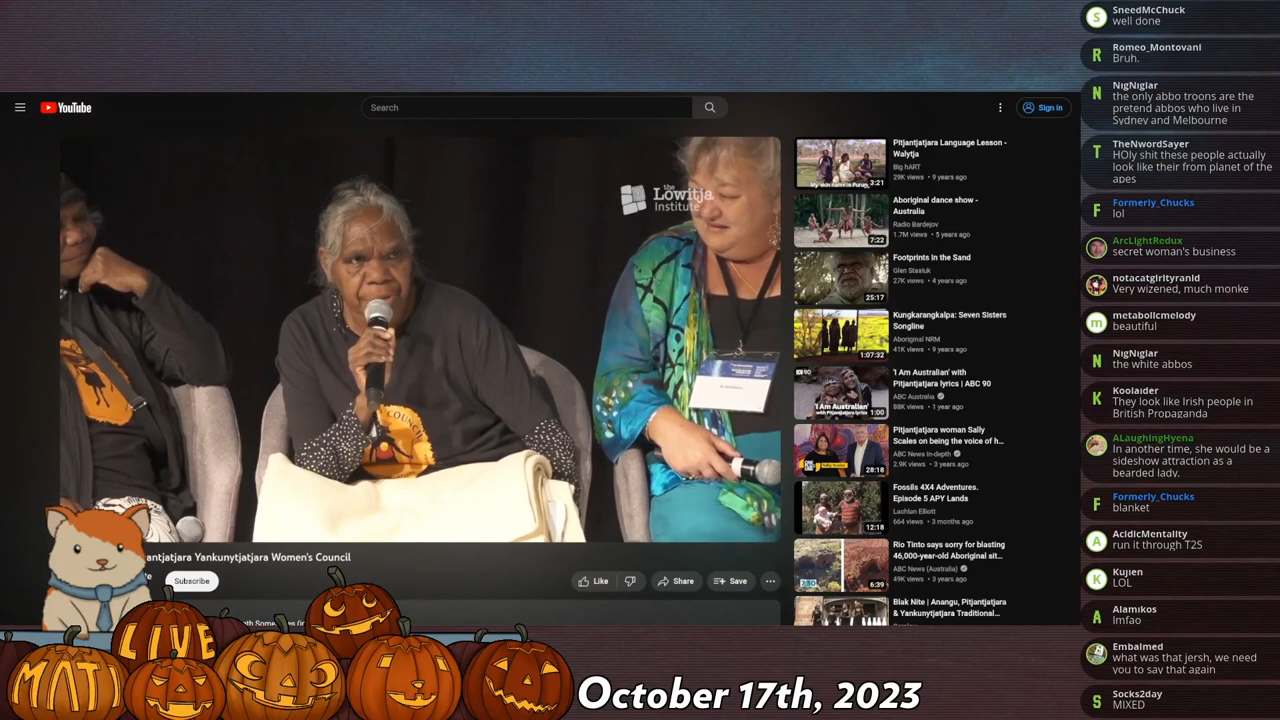 YouTube
Search
Sign in
the
Lowitja
Institute
COUNCIL
antjatjara Yankunytjatjara Women's Council
Subscribe
Like
Share
Save
Pitjantjatjara Language Lesson -
Walytja
Big hART
29K views • 9 years ago
3:21
Aboriginal dance show -
Australia
Radio Bardejov
1.7M views • 5 years ago
7:22
Footprints in the Sand
Glen Stasiuk
27K views • 4 years ago
25:17
Kungkarangkalpa: Seven Sisters
Songline
Aboriginal NRM
41K views • 9 years ago
1:07:32
'I Am Australian' with
Pitjantjatjara lyrics | ABC 90
ABC Australia
88K views • 1 year ago
'I Am Australian'
1:00
Pitjantjatjara woman Sally
Scales on being the voice of h...
ABC News In-depth
2.9K views • 3 years ago
28:18
Fossils 4X4 Adventures.
Episode 5 APY Lands
Lachlan Elliott
664 views • 3 months ago
12:18
Rio Tinto says sorry for blasting
46,000-year-old Aboriginal sit...
ABC News (Australia)
49K views • 3 years ago
7.30
6:39
Blak Nite | Anangu, Pitjantjatjara
& Yankunytjatjara Traditional...
LIVE
MATI
October 17th, 2023
SneedMcChuck
well done
Romo_Montovani
Bruh.
NigNiglar
the only abbo troons are the
pretend abbos who live in
Sydney and Melbourne
TheNwordSayer
HOly shit these people actually
look like their from planet of the
apes
Formerly_Chucks
lol
ArcLightRedux
secret woman's business
notacatgirltyranid
Very wizened, much monke
metabolicmelody
beautiful
NigNiglar
the white abbos
Koolaider
They look like Irish people in
British Propaganda
ALaughingHyena
In another time, she would be a
sideshow attraction as a
bearded lady.
Formerly_Chucks
blanket
AcidicMentality
run it through T2S
Kujien
LOL
Alamikos
lmfao
Embalmed
what was that jersh, we need
you to say that again
Socks2day
MIXED